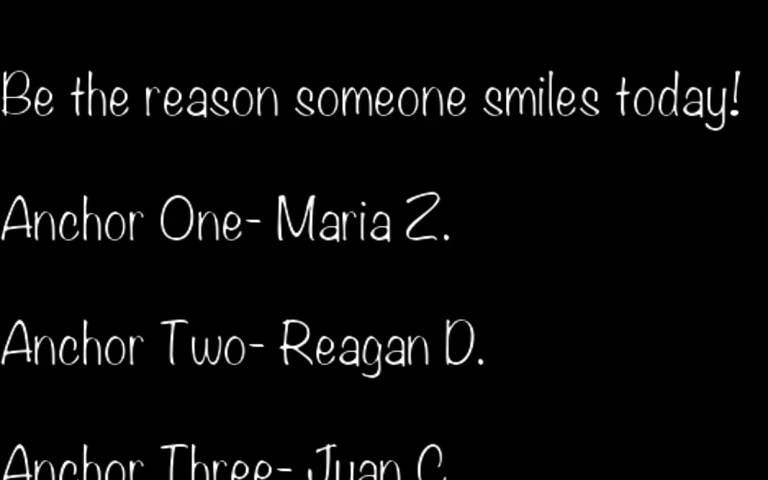 Be the reason someone smiles today!
Anchor One- Maria Z.
Anchor Two- Reagan D.
Anchor Three- Juan C